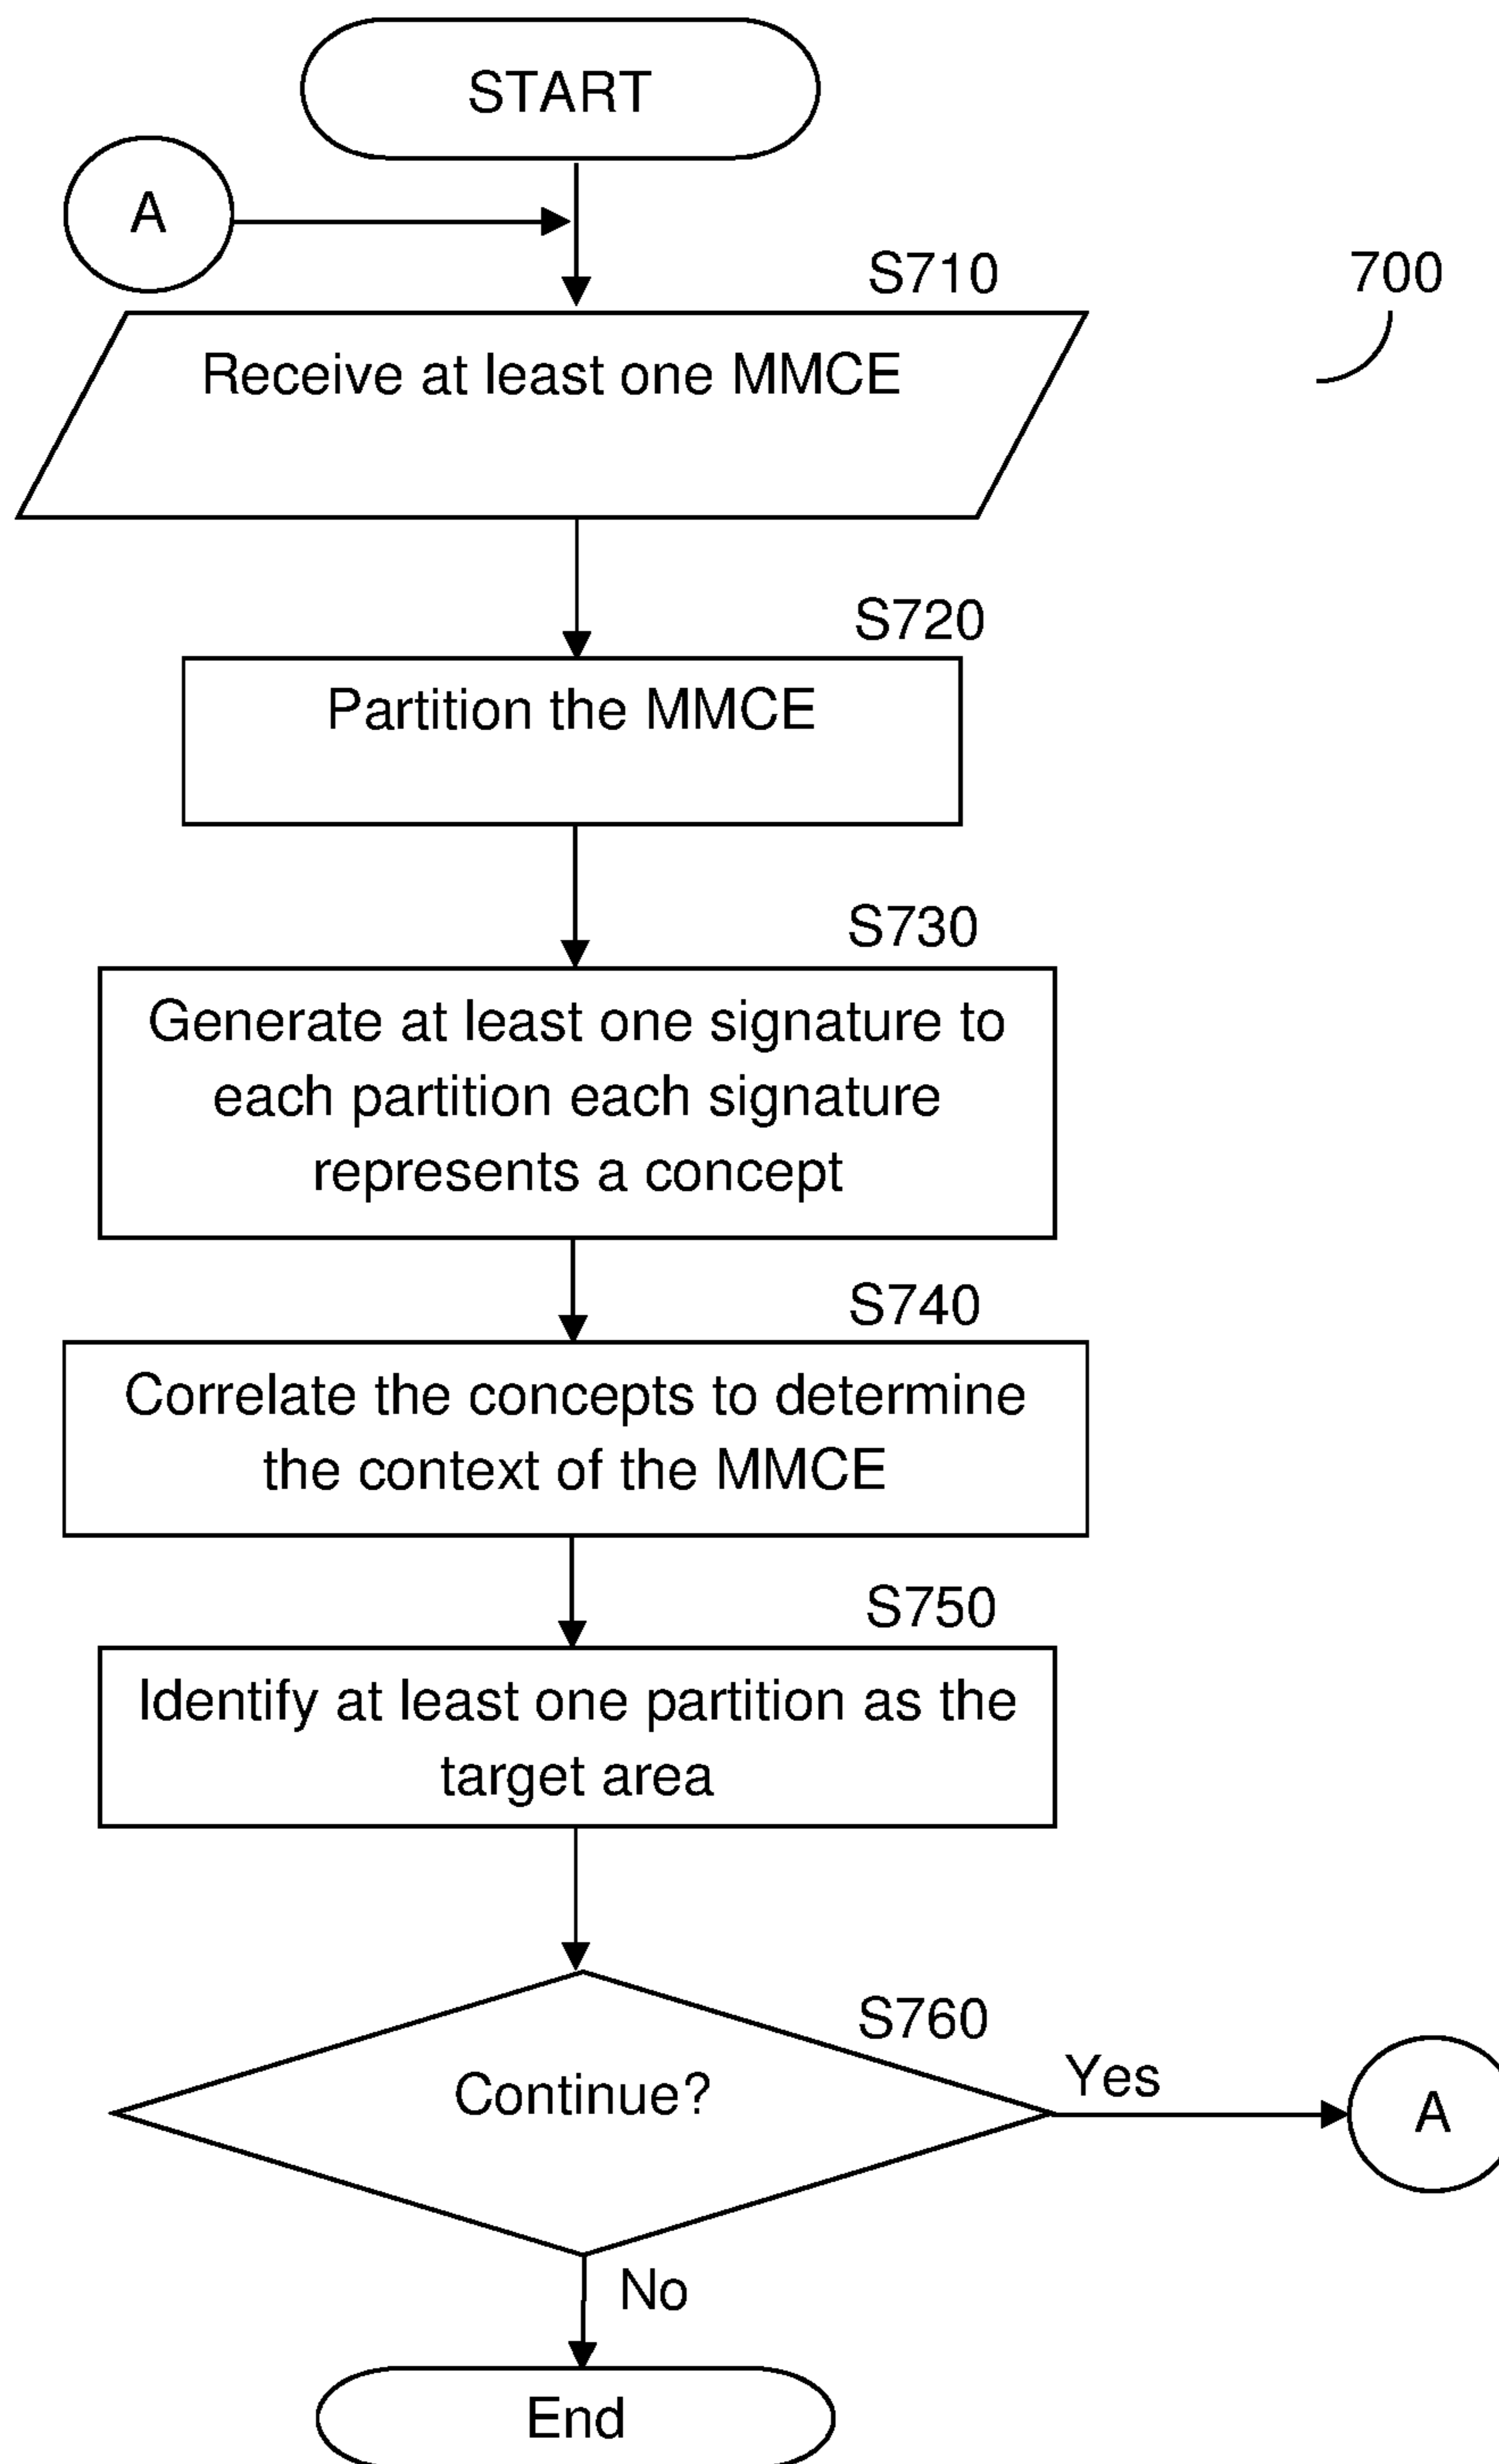 START
A
S710
700
Receive at least one MMCE
S720
Partition the MMCE
S730
Generate at least one signature to
each partition each signature
represents a concept
S740
Correlate the concepts to determine
the context of the MMCE
S750
Identify at least one partition as the
target area
S760
Continue?
Yes
A
No
End